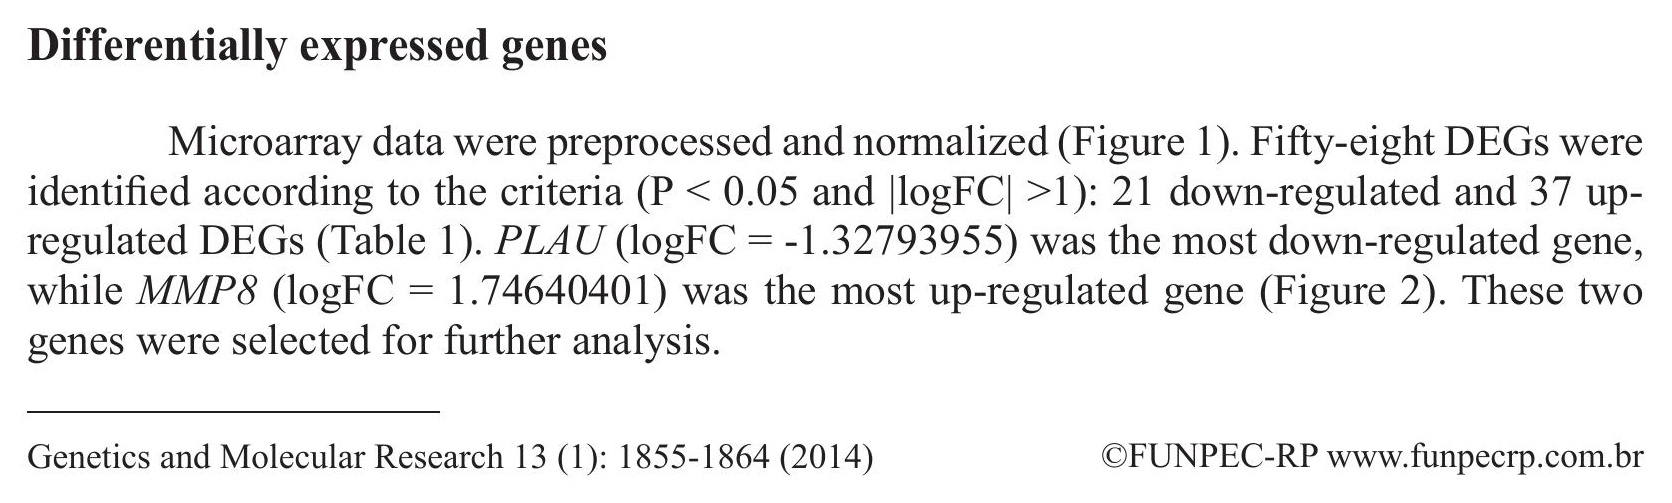 Differentially expressed genes
Microarray data were preprocessed and normalized (Figure 1). Fifty-eight DEGs were
identified according to the criteria (P < 0.05 and |logFC| >1): 21 down-regulated and 37 up-
regulated DEGs (Table 1). PLAU (logFC = -1.32793955) was the most down-regulated gene,
while MMP8 (logFC = 1.74640401) was the most up-regulated gene (Figure 2). These two
genes were selected for further analysis.
Genetics and Molecular Research 13 (1): 1855-1864 (2014) ©FUNPEC-RP www.funpecrp.com.br